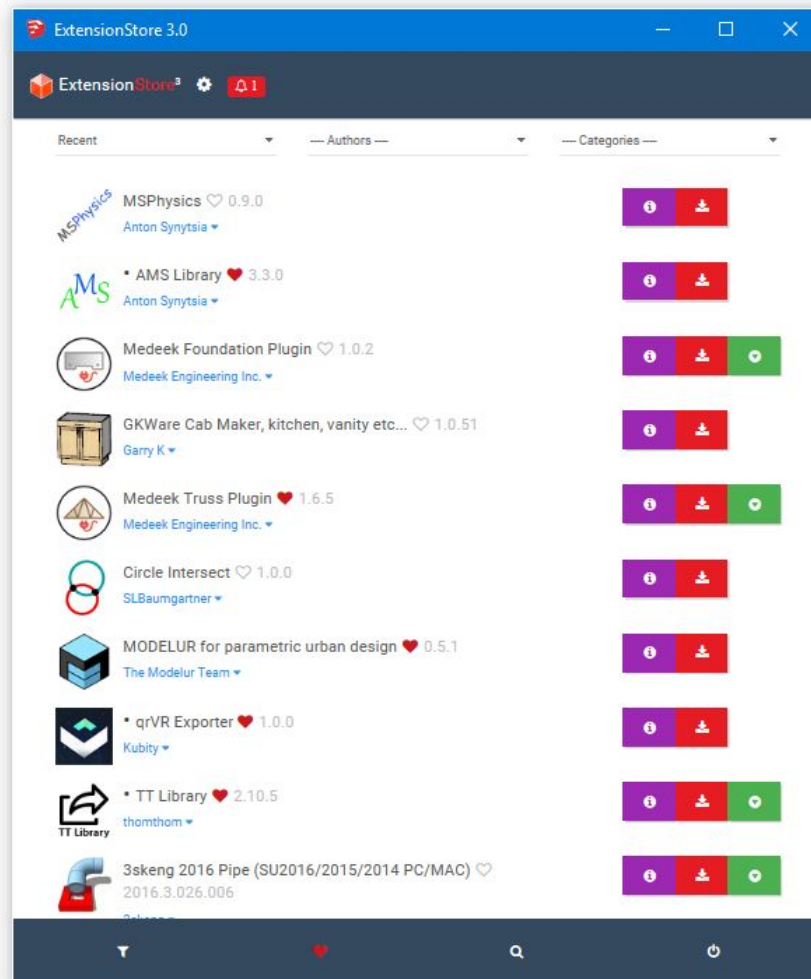 ExtensionStore 3.0
ExtensionStore³ 1
Recent
— Authors —
— Categories —
MSPhysics
MSPhysics 0.9.0
Anton Synytsia
AMS
• AMS Library 3.3.0
Anton Synytsia
Medeek Foundation Plugin 1.0.2
Medeek Engineering Inc.
GKWare Cab Maker, kitchen, vanity etc... 1.0.51
Garry K
Medeek Truss Plugin 1.6.5
Medeek Engineering Inc.
Circle Intersect 1.0.0
SLBaumgartner
MODELUR for parametric urban design 0.5.1
The Modelur Team
• qrVR Exporter 1.0.0
Kubity
TT Library
• TT Library 2.10.5
thomthom
3skeng 2016 Pipe (SU2016/2015/2014 PC/MAC)
2016.3.026.006